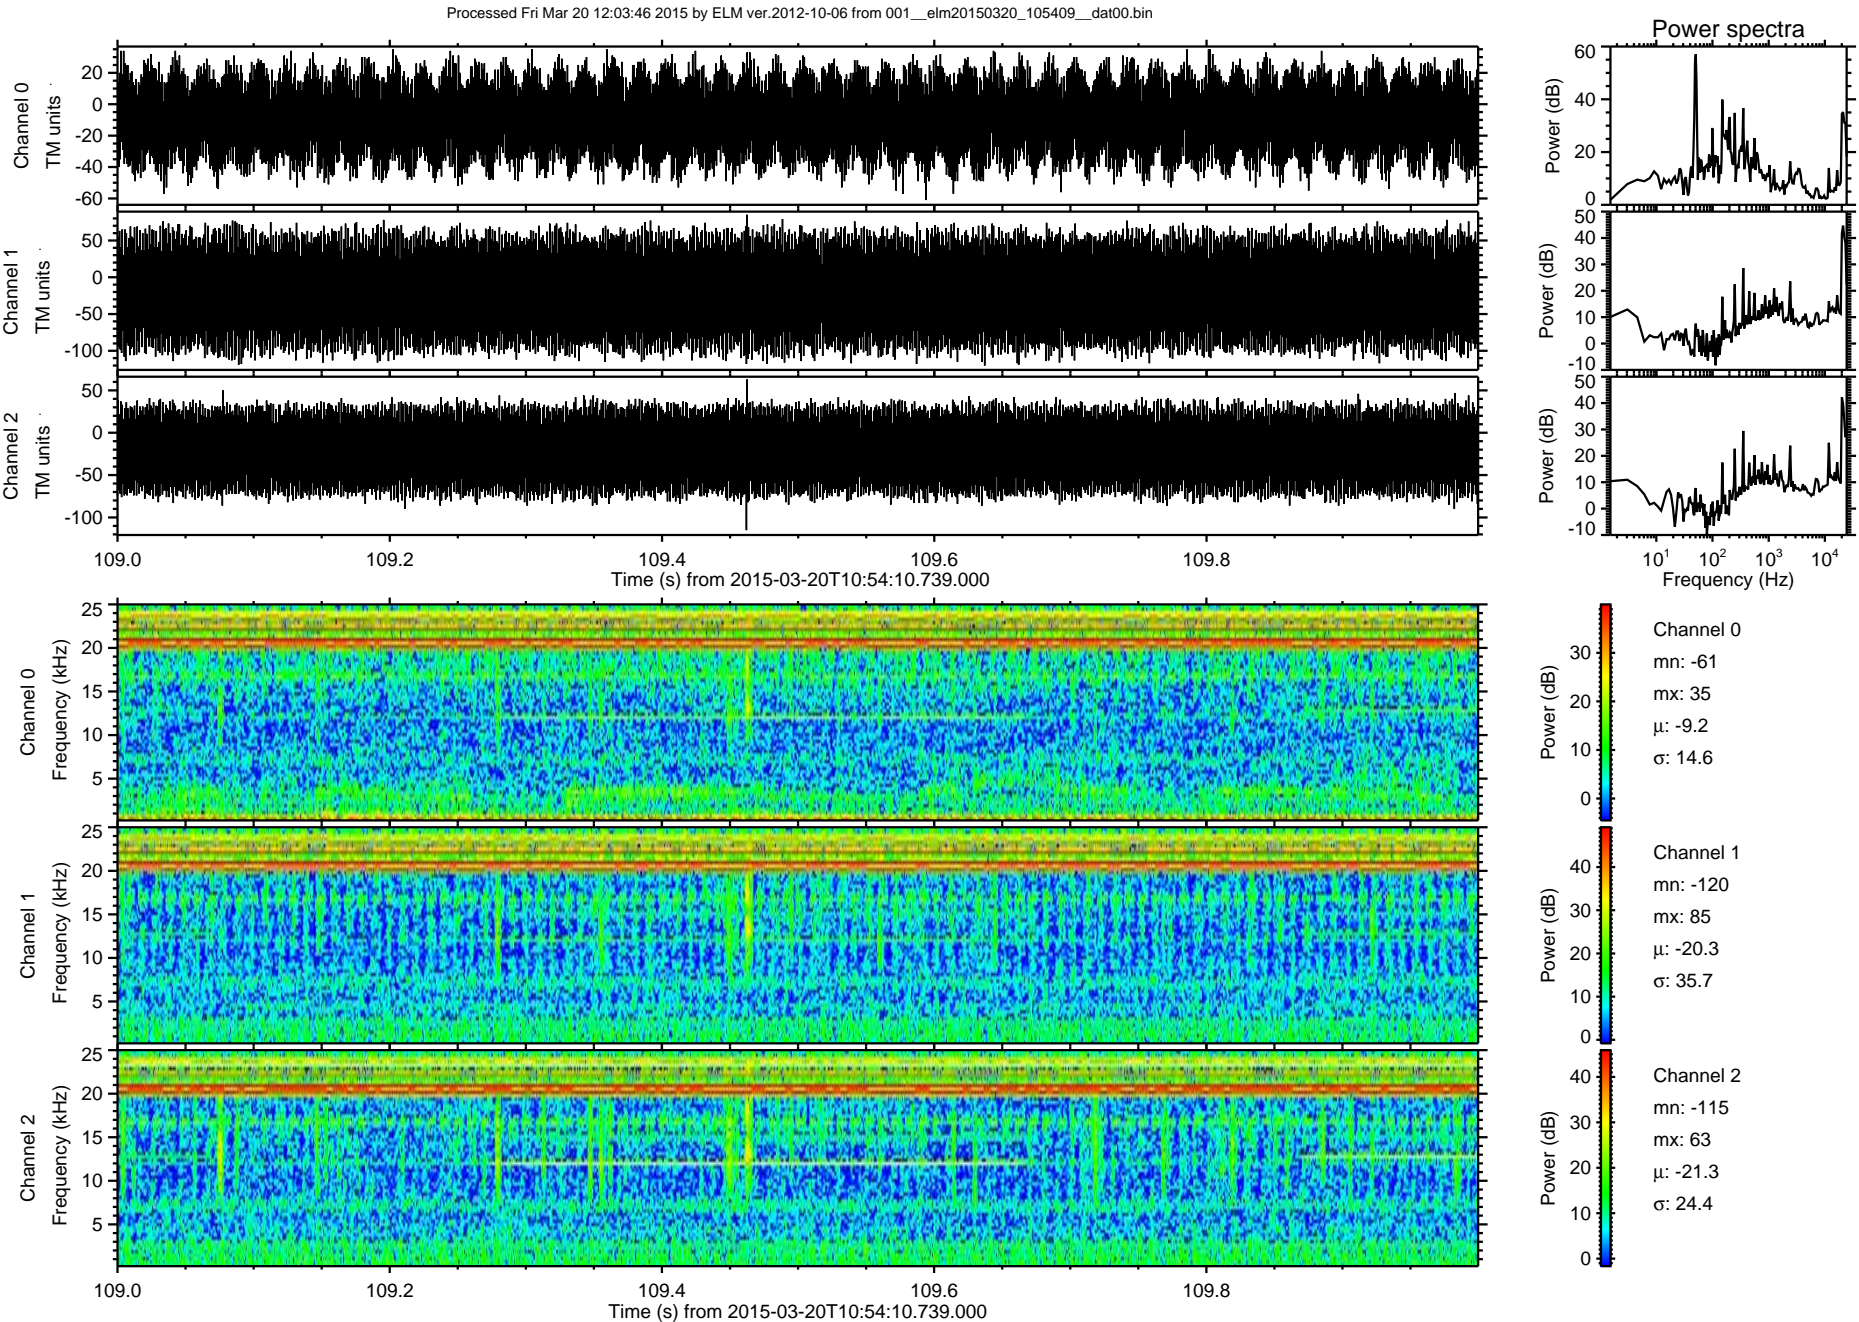 Processed Fri Mar 20 12:03:46 2015 by ELM ver.2012-10-06 from 001__elm20150320_105409__dat00.bin
Power spectra
Channel 0
TM units
20
0
-20
-40
-60
Power (dB)
60
40
20
0
Channel 1
TM units
50
0
-50
-100
Power (dB)
50
40
30
20
10
0
-10
Channel 2
TM units
50
0
-50
-100
Power (dB)
50
40
30
20
10
0
-10
109.0 109.2 109.4 109.6 109.8
Time (s) from 2015-03-20T10:54:10.739.000
10¹ 10² 10³ 10⁴
Frequency (Hz)
Channel 0
Frequency (kHz)
25
20
15
10
5
Power (dB)
30
20
10
0
Channel 0
mn: -61
mx: 35
μ: -9.2
σ: 14.6
Channel 1
Frequency (kHz)
25
20
15
10
5
Power (dB)
40
30
20
10
0
Channel 1
mn: -120
mx: 85
μ: -20.3
σ: 35.7
Channel 2
Frequency (kHz)
25
20
15
10
5
Power (dB)
40
30
20
10
0
Channel 2
mn: -115
mx: 63
μ: -21.3
σ: 24.4
109.0 109.2 109.4 109.6 109.8
Time (s) from 2015-03-20T10:54:10.739.000